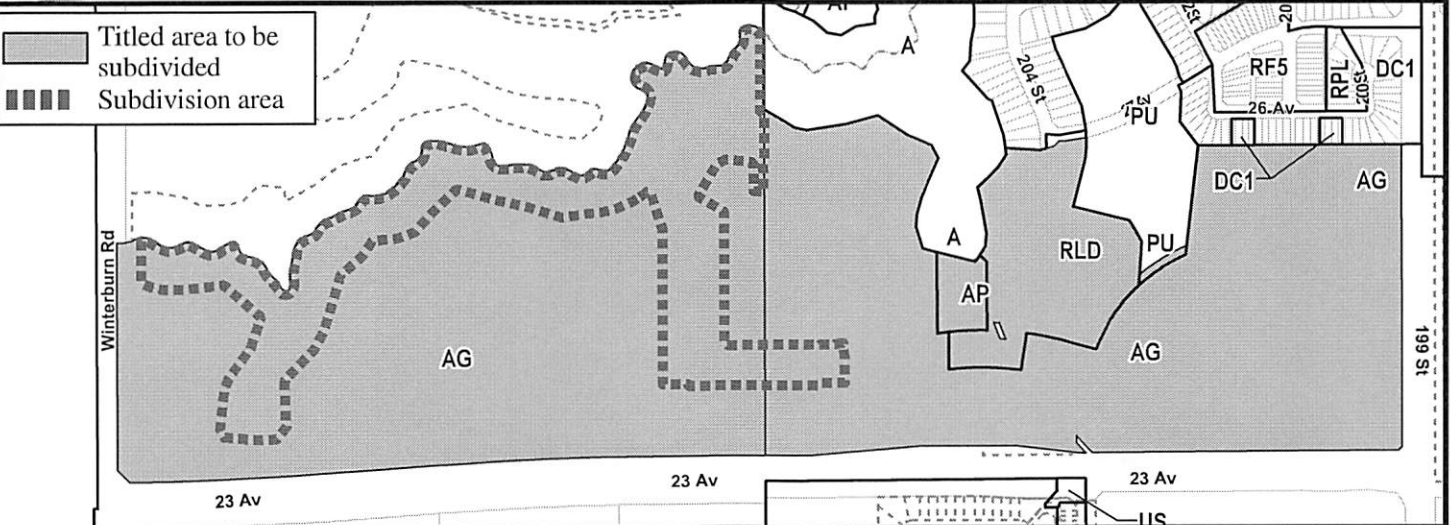 Titled area to be
subdivided
Subdivision area
AP
A
204 St
RF5
RPL
DC1
26 Av
PU
DC1
AG
Winterburn Rd
A
RLD
PU
AP
AG
AG
199 St
23 Av
23 Av
23 Av
US